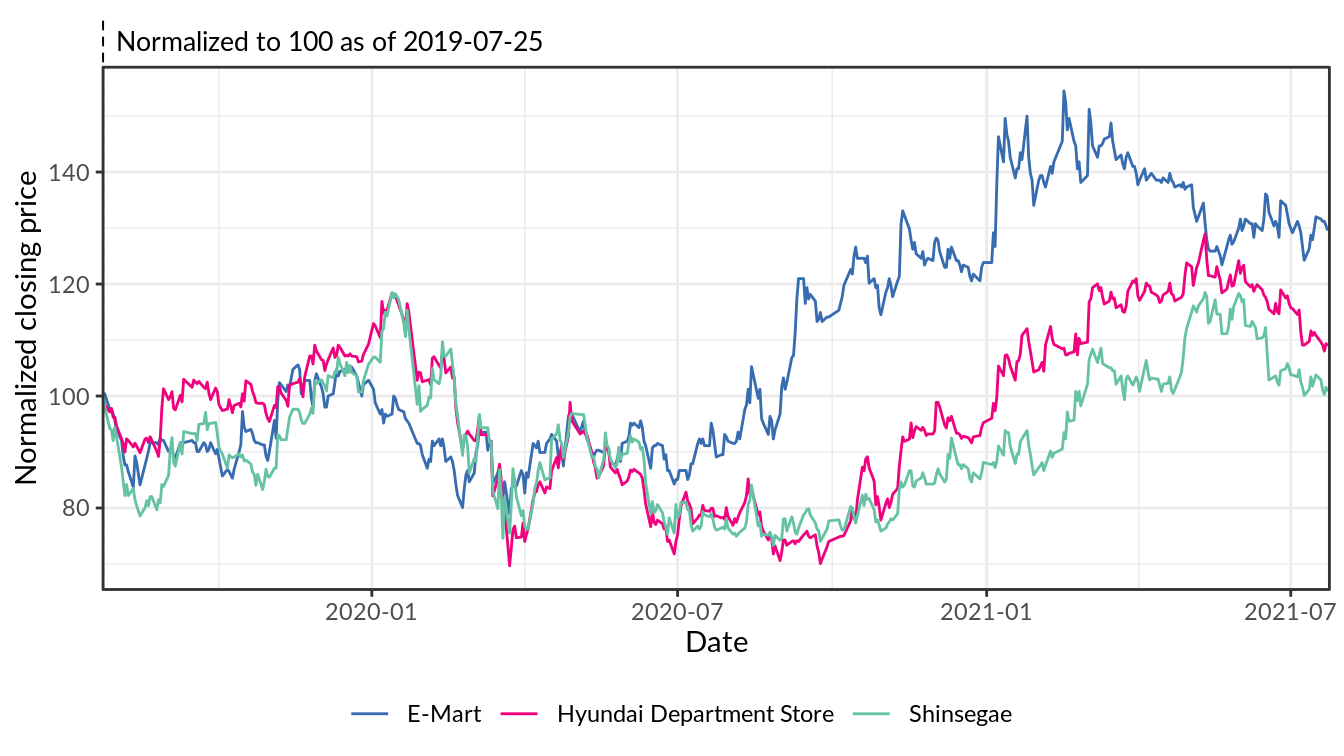 Normalized to 100 as of 2019-07-25
Normalized closing price
140
120
100
80
2020-01
2020-07
2021-01
2021-07
Date
E-Mart
Hyundai Department Store
Shinsegae